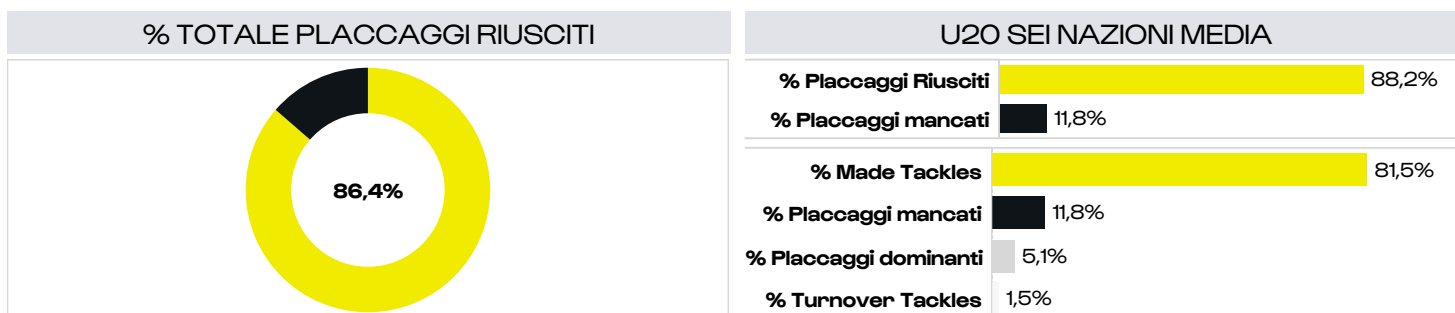 % TOTALE PLACCAGGI RIUSCITI
86,4%
U20 SEI NAZIONI MEDIA
% Placcaggi Riusciti 88,2%
% Placcaggi mancati 11,8%
% Made Tackles 81,5%
% Placcaggi mancati 11,8%
% Placcaggi dominanti 5,1%
% Turnover Tackles 1,5%